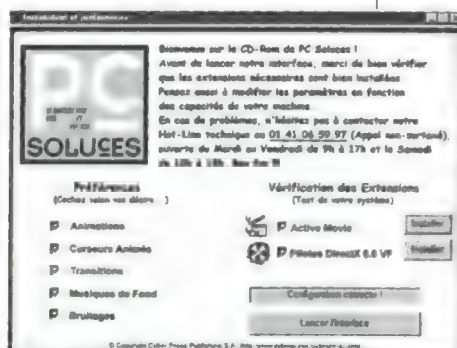 Installation et préférences
PC
SOLUCES
Bienvenue sur le CD-Rom de PC Soluces !
Avant de lancer notre interface, merci de bien vérifier
que les extensions nécessaires sont bien installées.
Pensez aussi à modifier les paramètres en fonction
des capacités de votre machine.
En cas de problèmes, n'hésitez pas à contacter notre
Hot-Line technique au 01 41 06 59 97 (Appel non-surtaxé),
ouverte du Mardi au Vendredi de 9h à 17h et le Samedi
de 10h à 18h.
Préférences
(Cochez selon vos désirs ...)
Animations
Curseurs Animés
Transitions
Musiques de Fond
Bruitages
Vérification des Extensions
(Test de votre système)
Active Movie
Installer
Pilotes DirectX 6.0 VF
Installer
Configuration correcte !
Lancer l'Interface
© Copyright Cyber Press Publishing S.A.